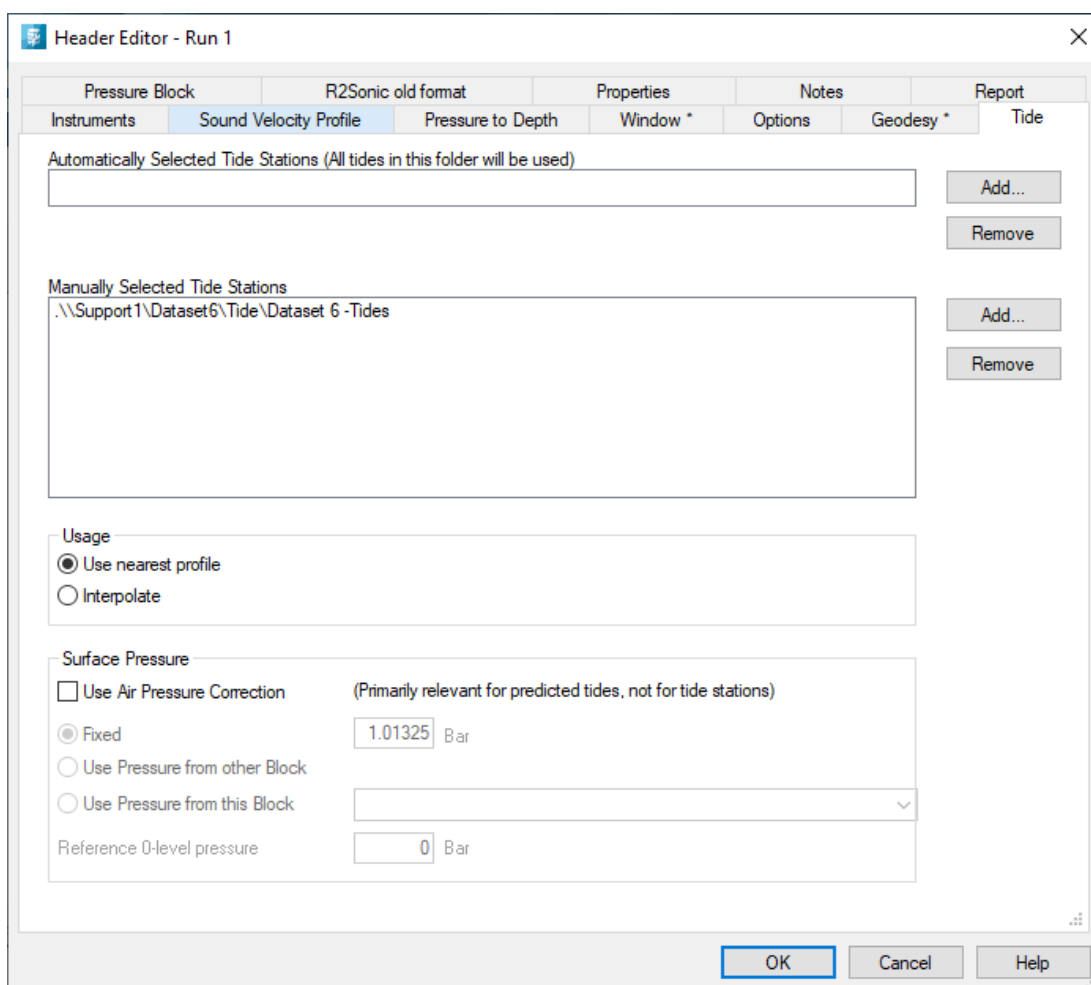 Header Editor - Run 1
Pressure Block R2Sonic old format Properties Notes Report
Instruments Sound Velocity Profile Pressure to Depth Window * Options Geodesy * Tide
Automatically Selected Tide Stations (All tides in this folder will be used)
Add...
Remove
Manually Selected Tide Stations
.\\Support1\Dataset6\Tide\Dataset 6 -Tides
Add...
Remove
Usage
Use nearest profile
Interpolate
Surface Pressure
Use Air Pressure Correction (Primarily relevant for predicted tides, not for tide stations)
Fixed 1.01325 Bar
Use Pressure from other Block
Use Pressure from this Block
Reference 0-level pressure 0 Bar
OK Cancel Help